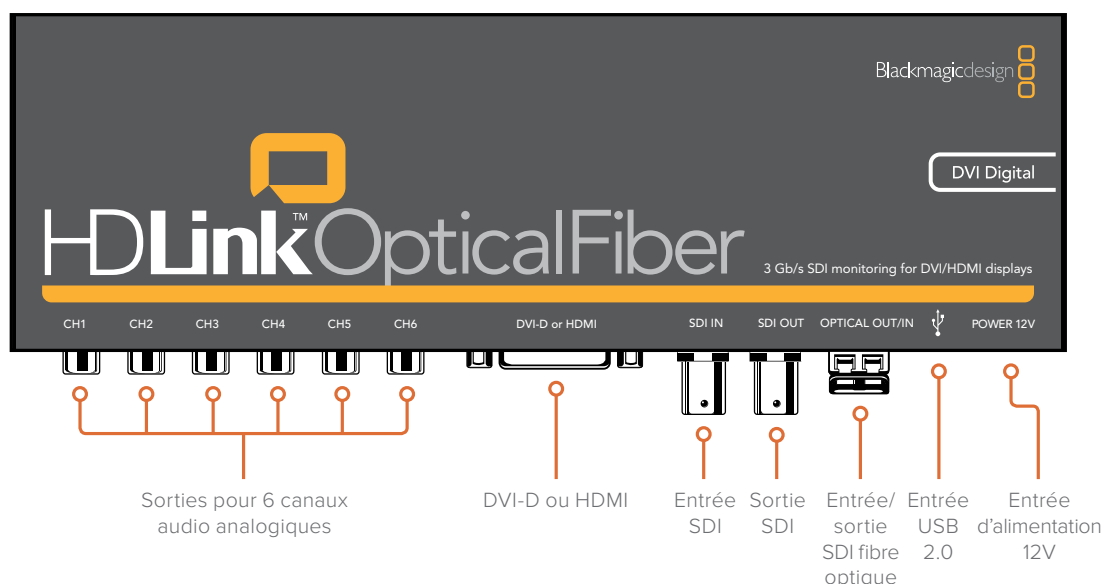 Blackmagicdesign
DVI Digital
HDLink™OpticalFiber
3 Gb/s SDI monitoring for DVI/HDMI displays
CH1 CH2 CH3 CH4 CH5 CH6 DVI-D or HDMI SDI IN SDI OUT OPTICAL OUT/IN POWER 12V
Sorties pour 6 canaux
audio analogiques
DVI-D ou HDMI
Entrée
SDI
Sortie
SDI
Entrée/
sortie
SDI fibre
optique
Entrée
USB
2.0
Entrée
d’alimentation
12V